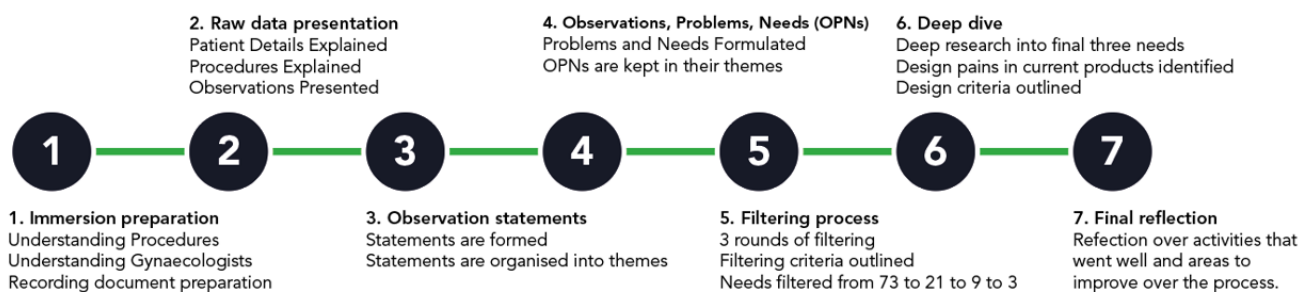 2. Raw data presentation
Patient Details Explained
Procedures Explained
Observations Presented
4. Observations, Problems, Needs (OPNs)
Problems and Needs Formulated
OPNs are kept in their themes
6. Deep dive
Deep research into final three needs
Design pains in current products identified
Design criteria outlined
1
2
3
4
5
6
7
1. Immersion preparation
Understanding Procedures
Understanding Gynaecologists
Recording document preparation
3. Observation statements
Statements are formed
Statements are organised into themes
5. Filtering process
3 rounds of filtering
Filtering criteria outlined
Needs filtered from 73 to 21 to 9 to 3
7. Final reflection
Refection over activities that
went well and areas to
improve over the process.